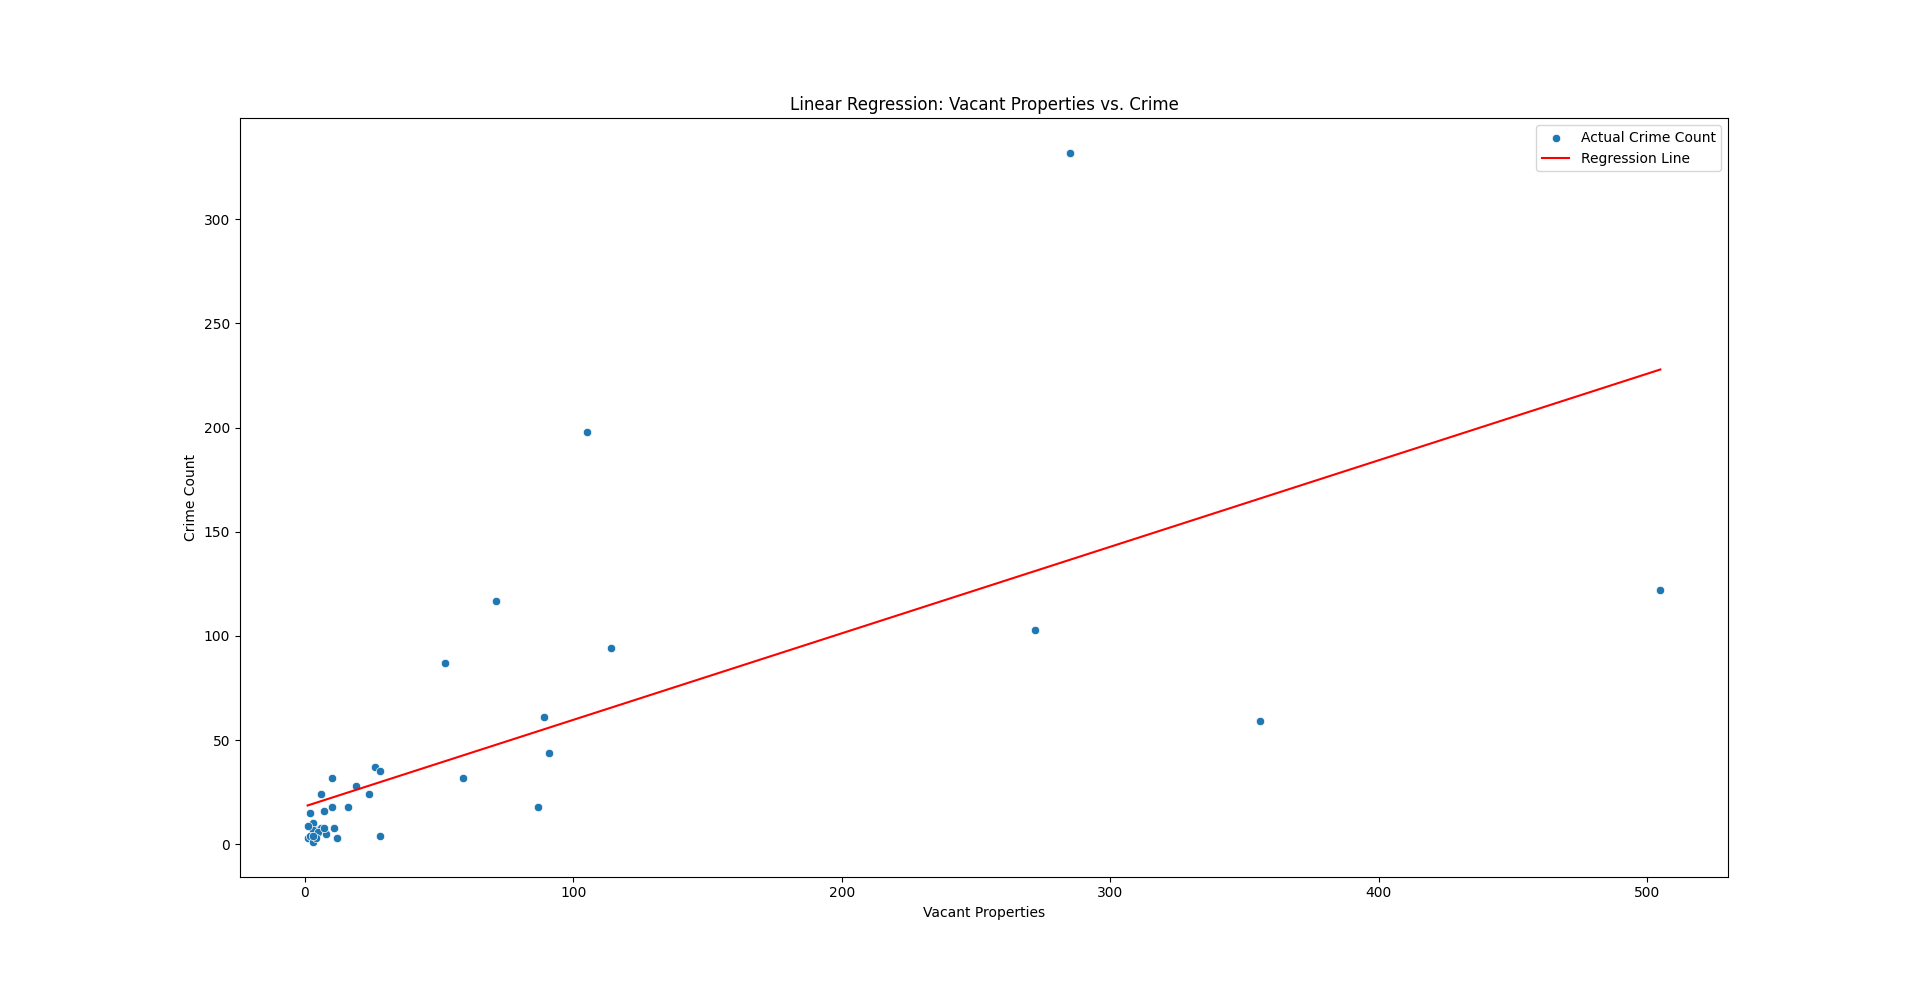 Linear Regression: Vacant Properties vs. Crime
Actual Crime Count
Regression Line
Crime Count
300
250
200
150
100
50
0
0 100 200 300 400 500
Vacant Properties